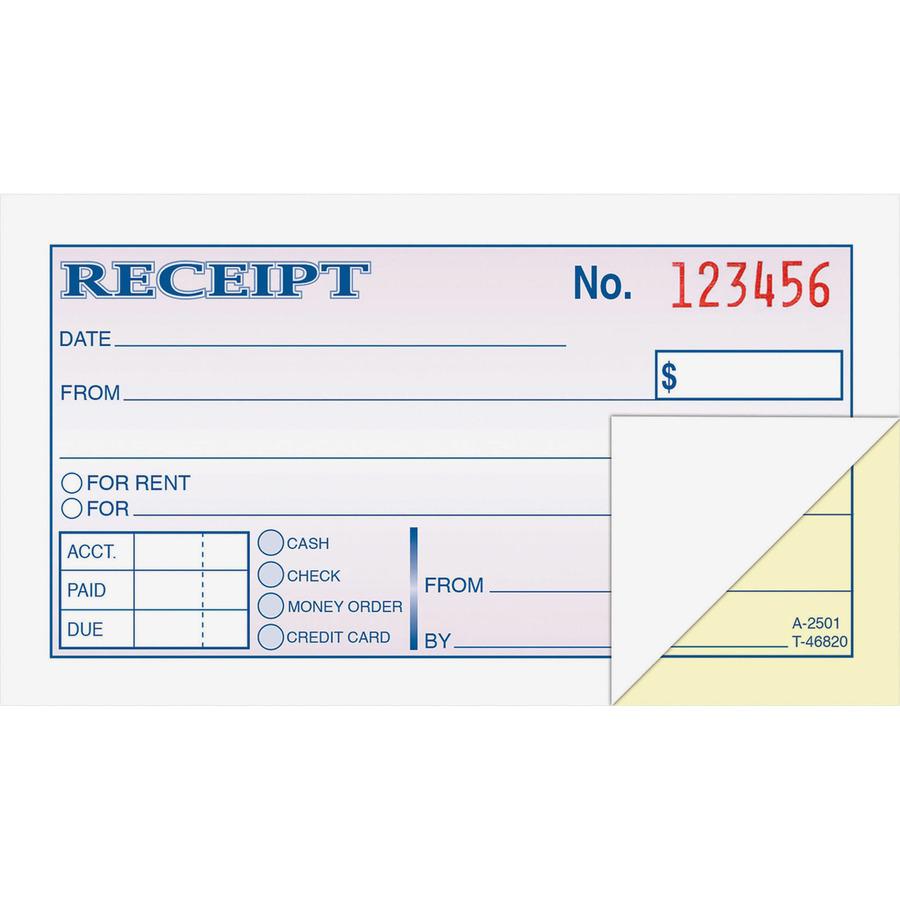 RECEIPT No. 123456
DATE
$
FROM
FOR RENT
FOR
ACCT.
PAID
DUE
CASH
CHECK
MONEY ORDER
CREDIT CARD
FROM
BY
A-2501
T-46820